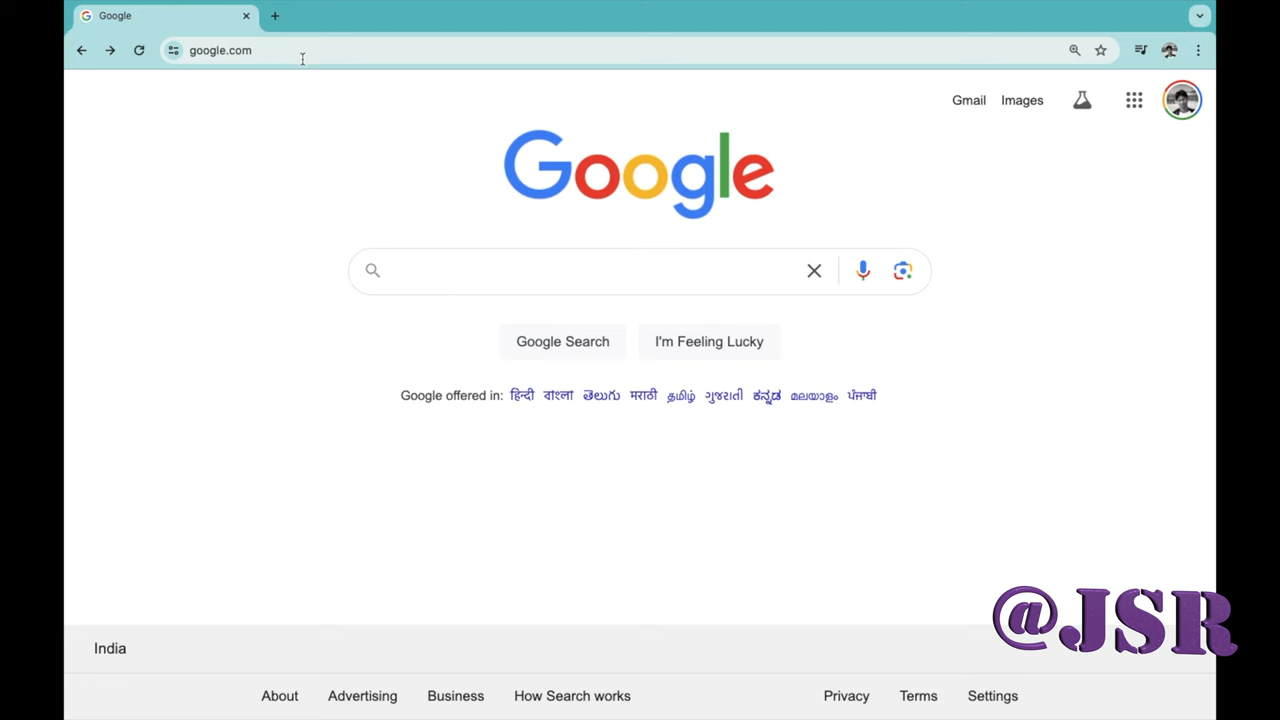 Google
google.com
Gmail Images
Google
Google Search I'm Feeling Lucky
Google offered in: हिन्दी বাংলা తెలుగు मराठी தமிழ் ગુજરાતી ಕನ್ನಡ മലയാളം ਪੰਜਾਬੀ
@JSR
India
About Advertising Business How Search works Privacy Terms Settings